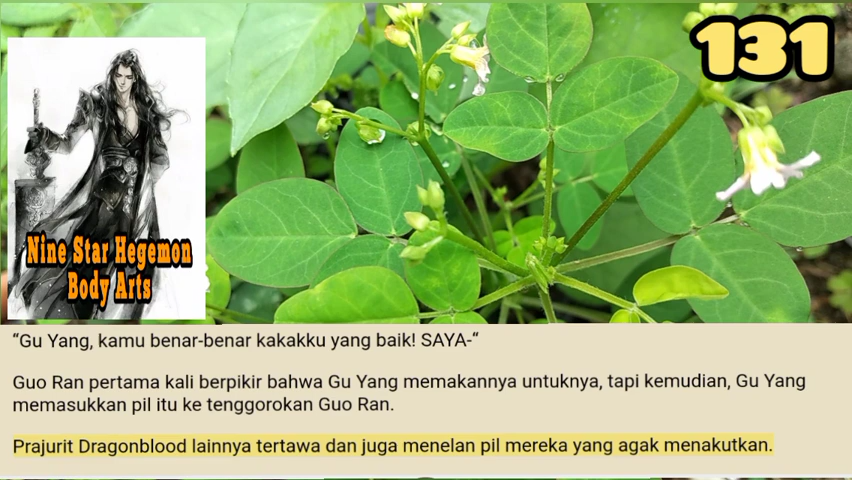 131
Nine Star Hegemon
Body Arts
“Gu Yang, kamu benar-benar kakakku yang baik! SAYA-“
Guo Ran pertama kali berpikir bahwa Gu Yang memakannya untuknya, tapi kemudian, Gu Yang
memasukkan pil itu ke tenggorokan Guo Ran.
Prajurit Dragonblood lainnya tertawa dan juga menelan pil mereka yang agak menakutkan.